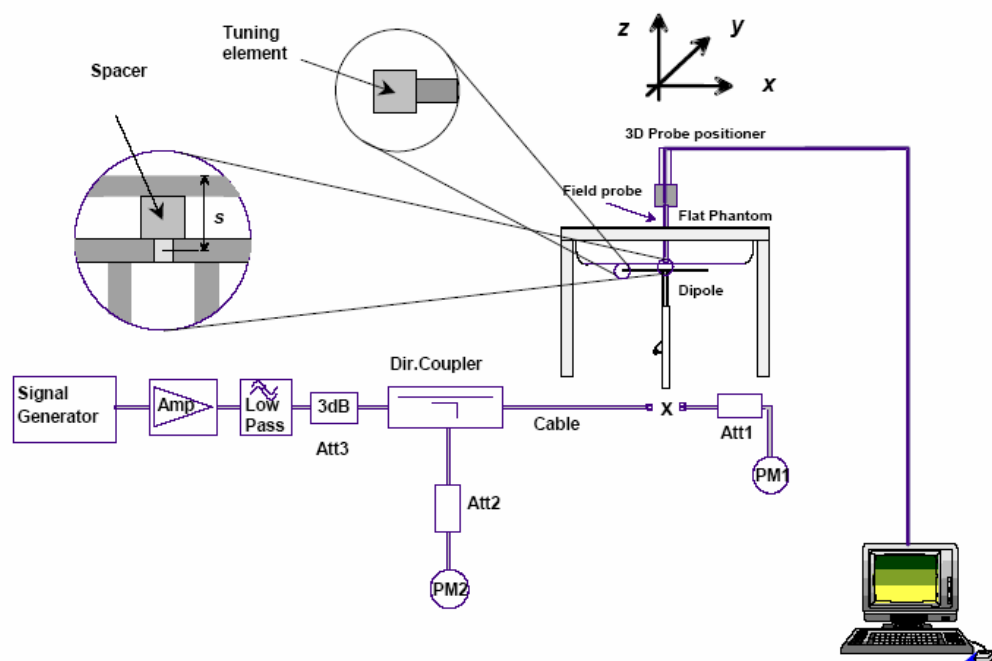 Tuning
element
Spacer
z
y
x
3D Probe positioner
s
Field probe
Flat Phantom
Dipole
Dir.Coupler
Signal
Generator
Amp
Low
Pass
3dB
Att3
Cable
X
Att1
PM1
Att2
PM2